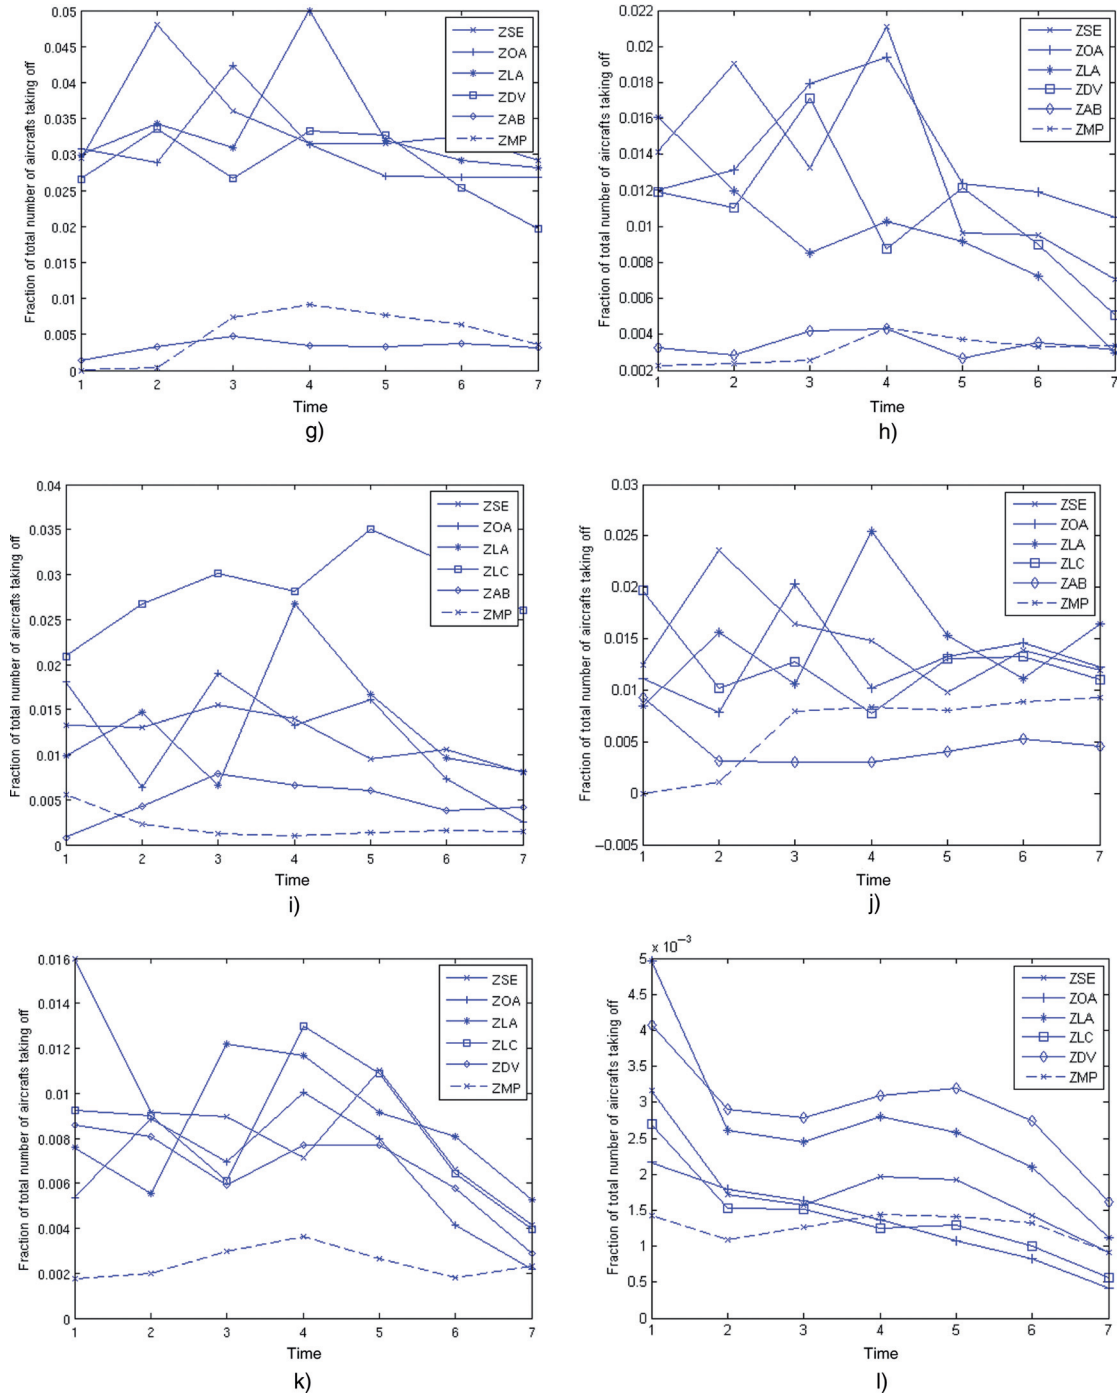 Fraction of total number of aircrafts taking off
0.05
0.045
0.04
0.035
0.03
0.025
0.02
0.015
0.01
0.005
0
1 2 3 4 5 6 7
Time
ZSE
ZOA
ZLA
ZDV
ZAB
ZMP
g)
Fraction of total number of aircrafts taking off
0.022
0.02
0.018
0.016
0.014
0.012
0.01
0.008
0.006
0.004
0.002
1 2 3 4 5 6 7
Time
ZSE
ZOA
ZLA
ZDV
ZAB
ZMP
h)
Fraction of total number of aircrafts taking off
0.04
0.035
0.03
0.025
0.02
0.015
0.01
0.005
0
1 2 3 4 5 6 7
Time
ZSE
ZOA
ZLA
ZLC
ZAB
ZMP
i)
Fraction of total number of aircrafts taking off
0.03
0.025
0.02
0.015
0.01
0.005
0
−0.005
1 2 3 4 5 6 7
Time
ZSE
ZOA
ZLA
ZLC
ZAB
ZMP
j)
Fraction of total number of aircrafts taking off
0.016
0.014
0.012
0.01
0.008
0.006
0.004
0.002
0
1 2 3 4 5 6 7
Time
ZSE
ZOA
ZLA
ZLC
ZDV
ZMP
k)
Fraction of total number of aircrafts taking off
× 10−3
5
4.5
4
3.5
3
2.5
2
1.5
1
0.5
0
1 2 3 4 5 6 7
Time
ZSE
ZOA
ZLA
ZLC
ZDV
ZMP
l)